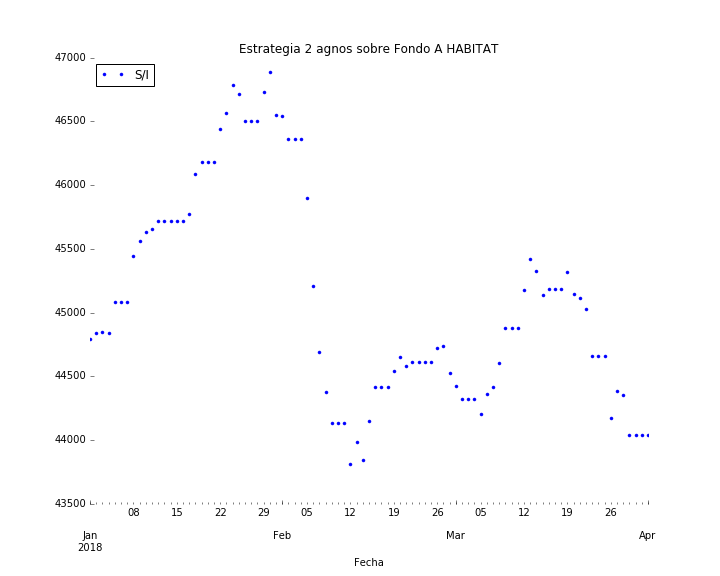 Estrategia 2 agnos sobre Fondo A HABITAT
S/I
47000
46500
46000
45500
45000
44500
44000
43500
08 15 22 29 05 12 19 26 05 12 19 26
Jan Feb Mar Apr
2018
Fecha